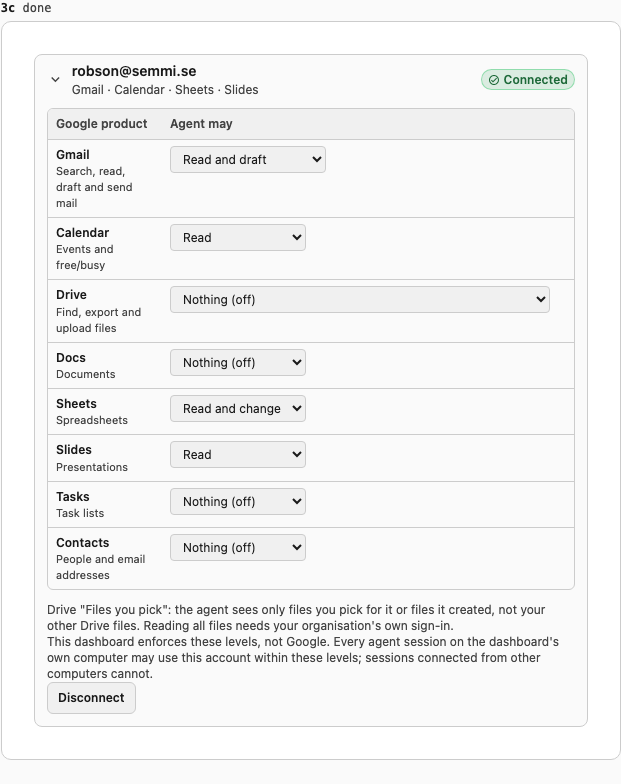 3c done
robson@semmi.se
Gmail · Calendar · Sheets · Slides
Connected
Google product Agent may
Gmail
Search, read,
draft and send
mail
Read and draft
Calendar
Events and
free/busy
Read
Drive
Find, export and
upload files
Nothing (off)
Docs
Documents
Nothing (off)
Sheets
Spreadsheets
Read and change
Slides
Presentations
Read
Tasks
Task lists
Nothing (off)
Contacts
People and email
addresses
Nothing (off)
Drive "Files you pick": the agent sees only files you pick for it or files it created, not your
other Drive files. Reading all files needs your organisation's own sign-in.
This dashboard enforces these levels, not Google. Every agent session on the dashboard's
own computer may use this account within these levels; sessions connected from other
computers cannot.
Disconnect